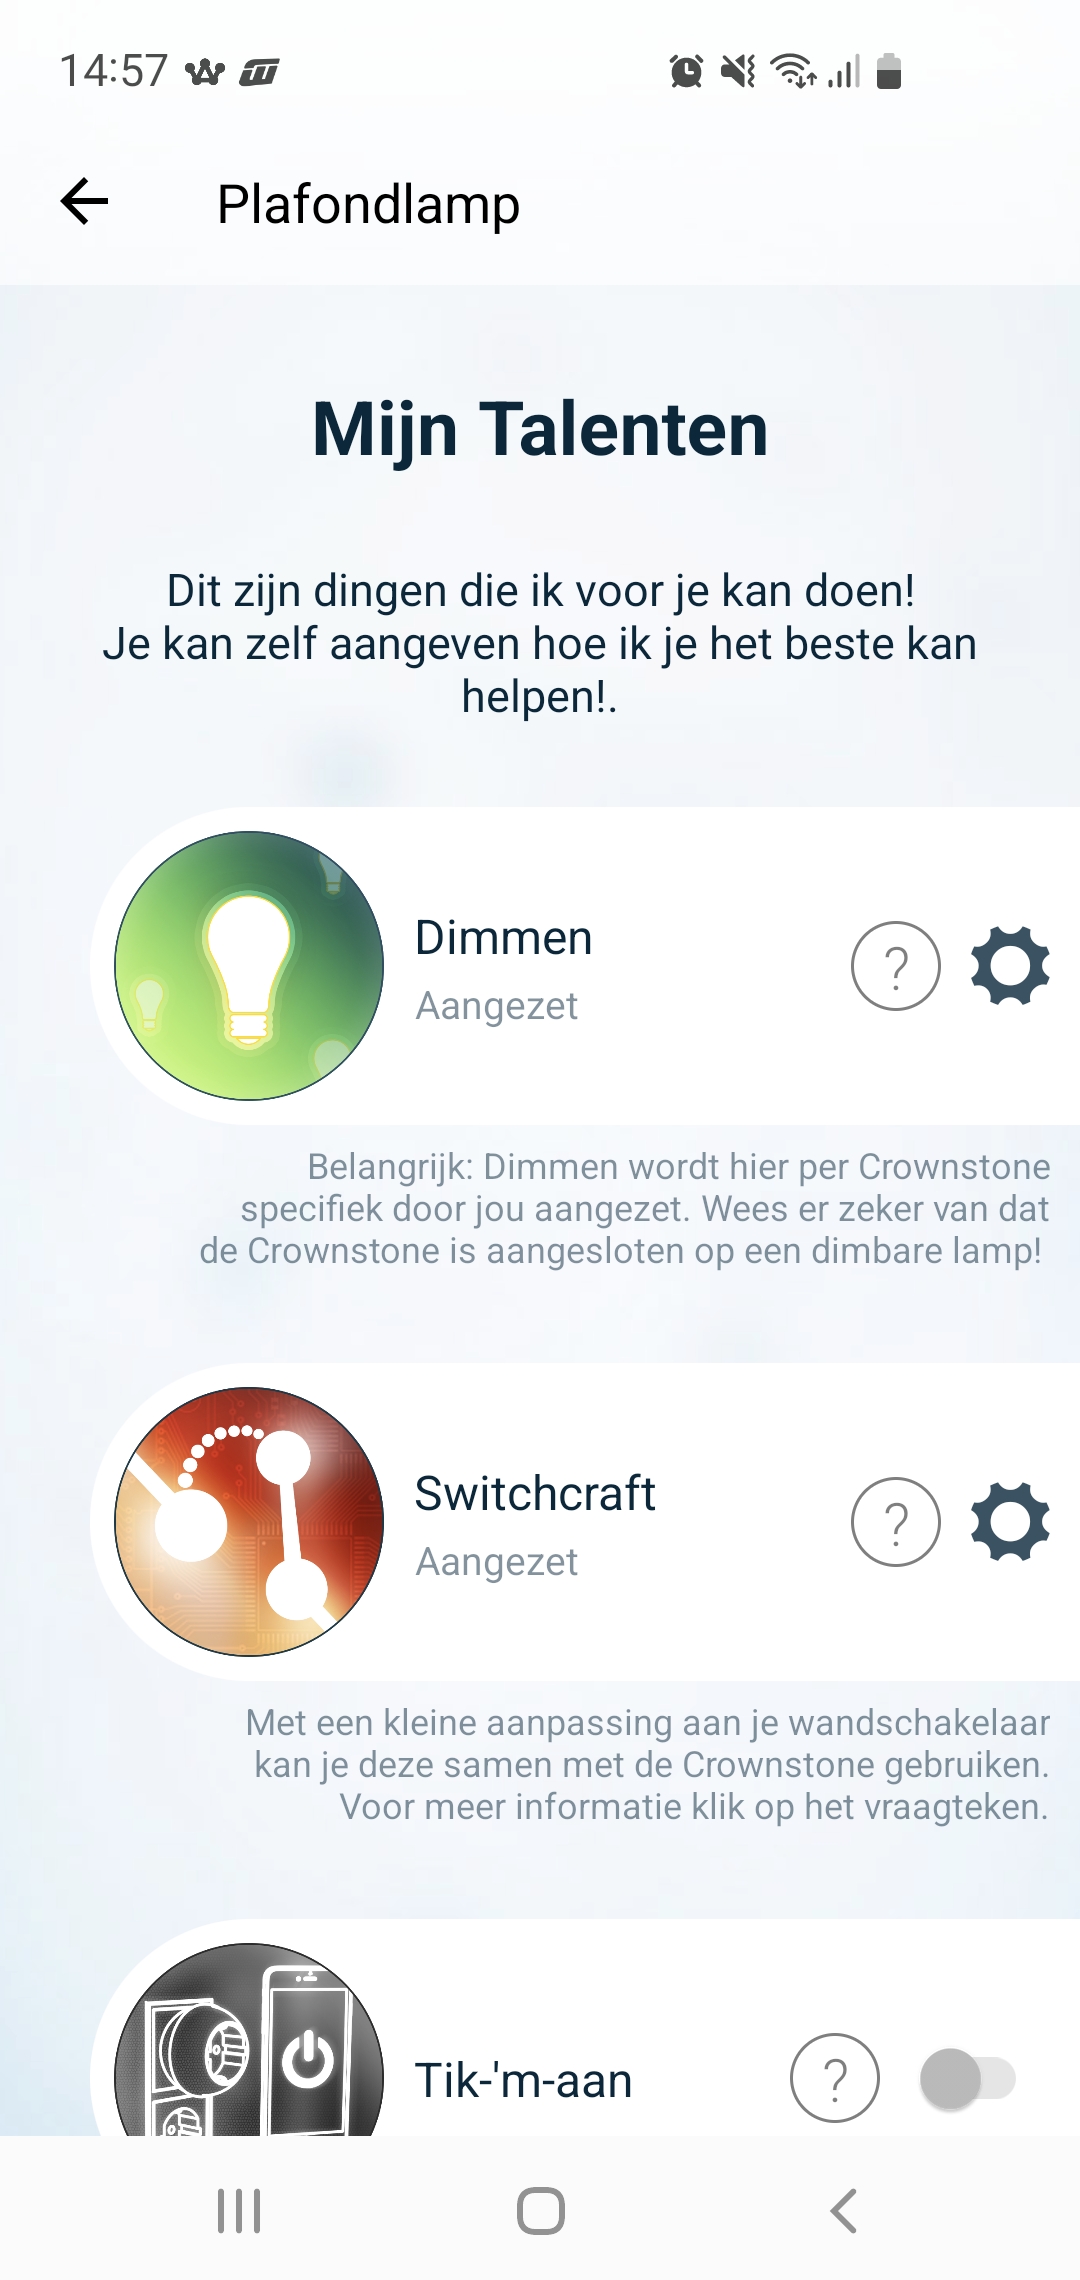 14:57
Plafondlamp
Mijn Talenten
Dit zijn dingen die ik voor je kan doen!
Je kan zelf aangeven hoe ik je het beste kan
helpen!.
Dimmen
?
Aangezet
Belangrijk: Dimmen wordt hier per Crownstone
specifiek door jou aangezet. Wees er zeker van dat
de Crownstone is aangesloten op een dimbare lamp!
Switchcraft
?
Aangezet
Met een kleine aanpassing aan je wandschakelaar
kan je deze samen met de Crownstone gebruiken.
Voor meer informatie klik op het vraagteken.
Tik-'m-aan
?